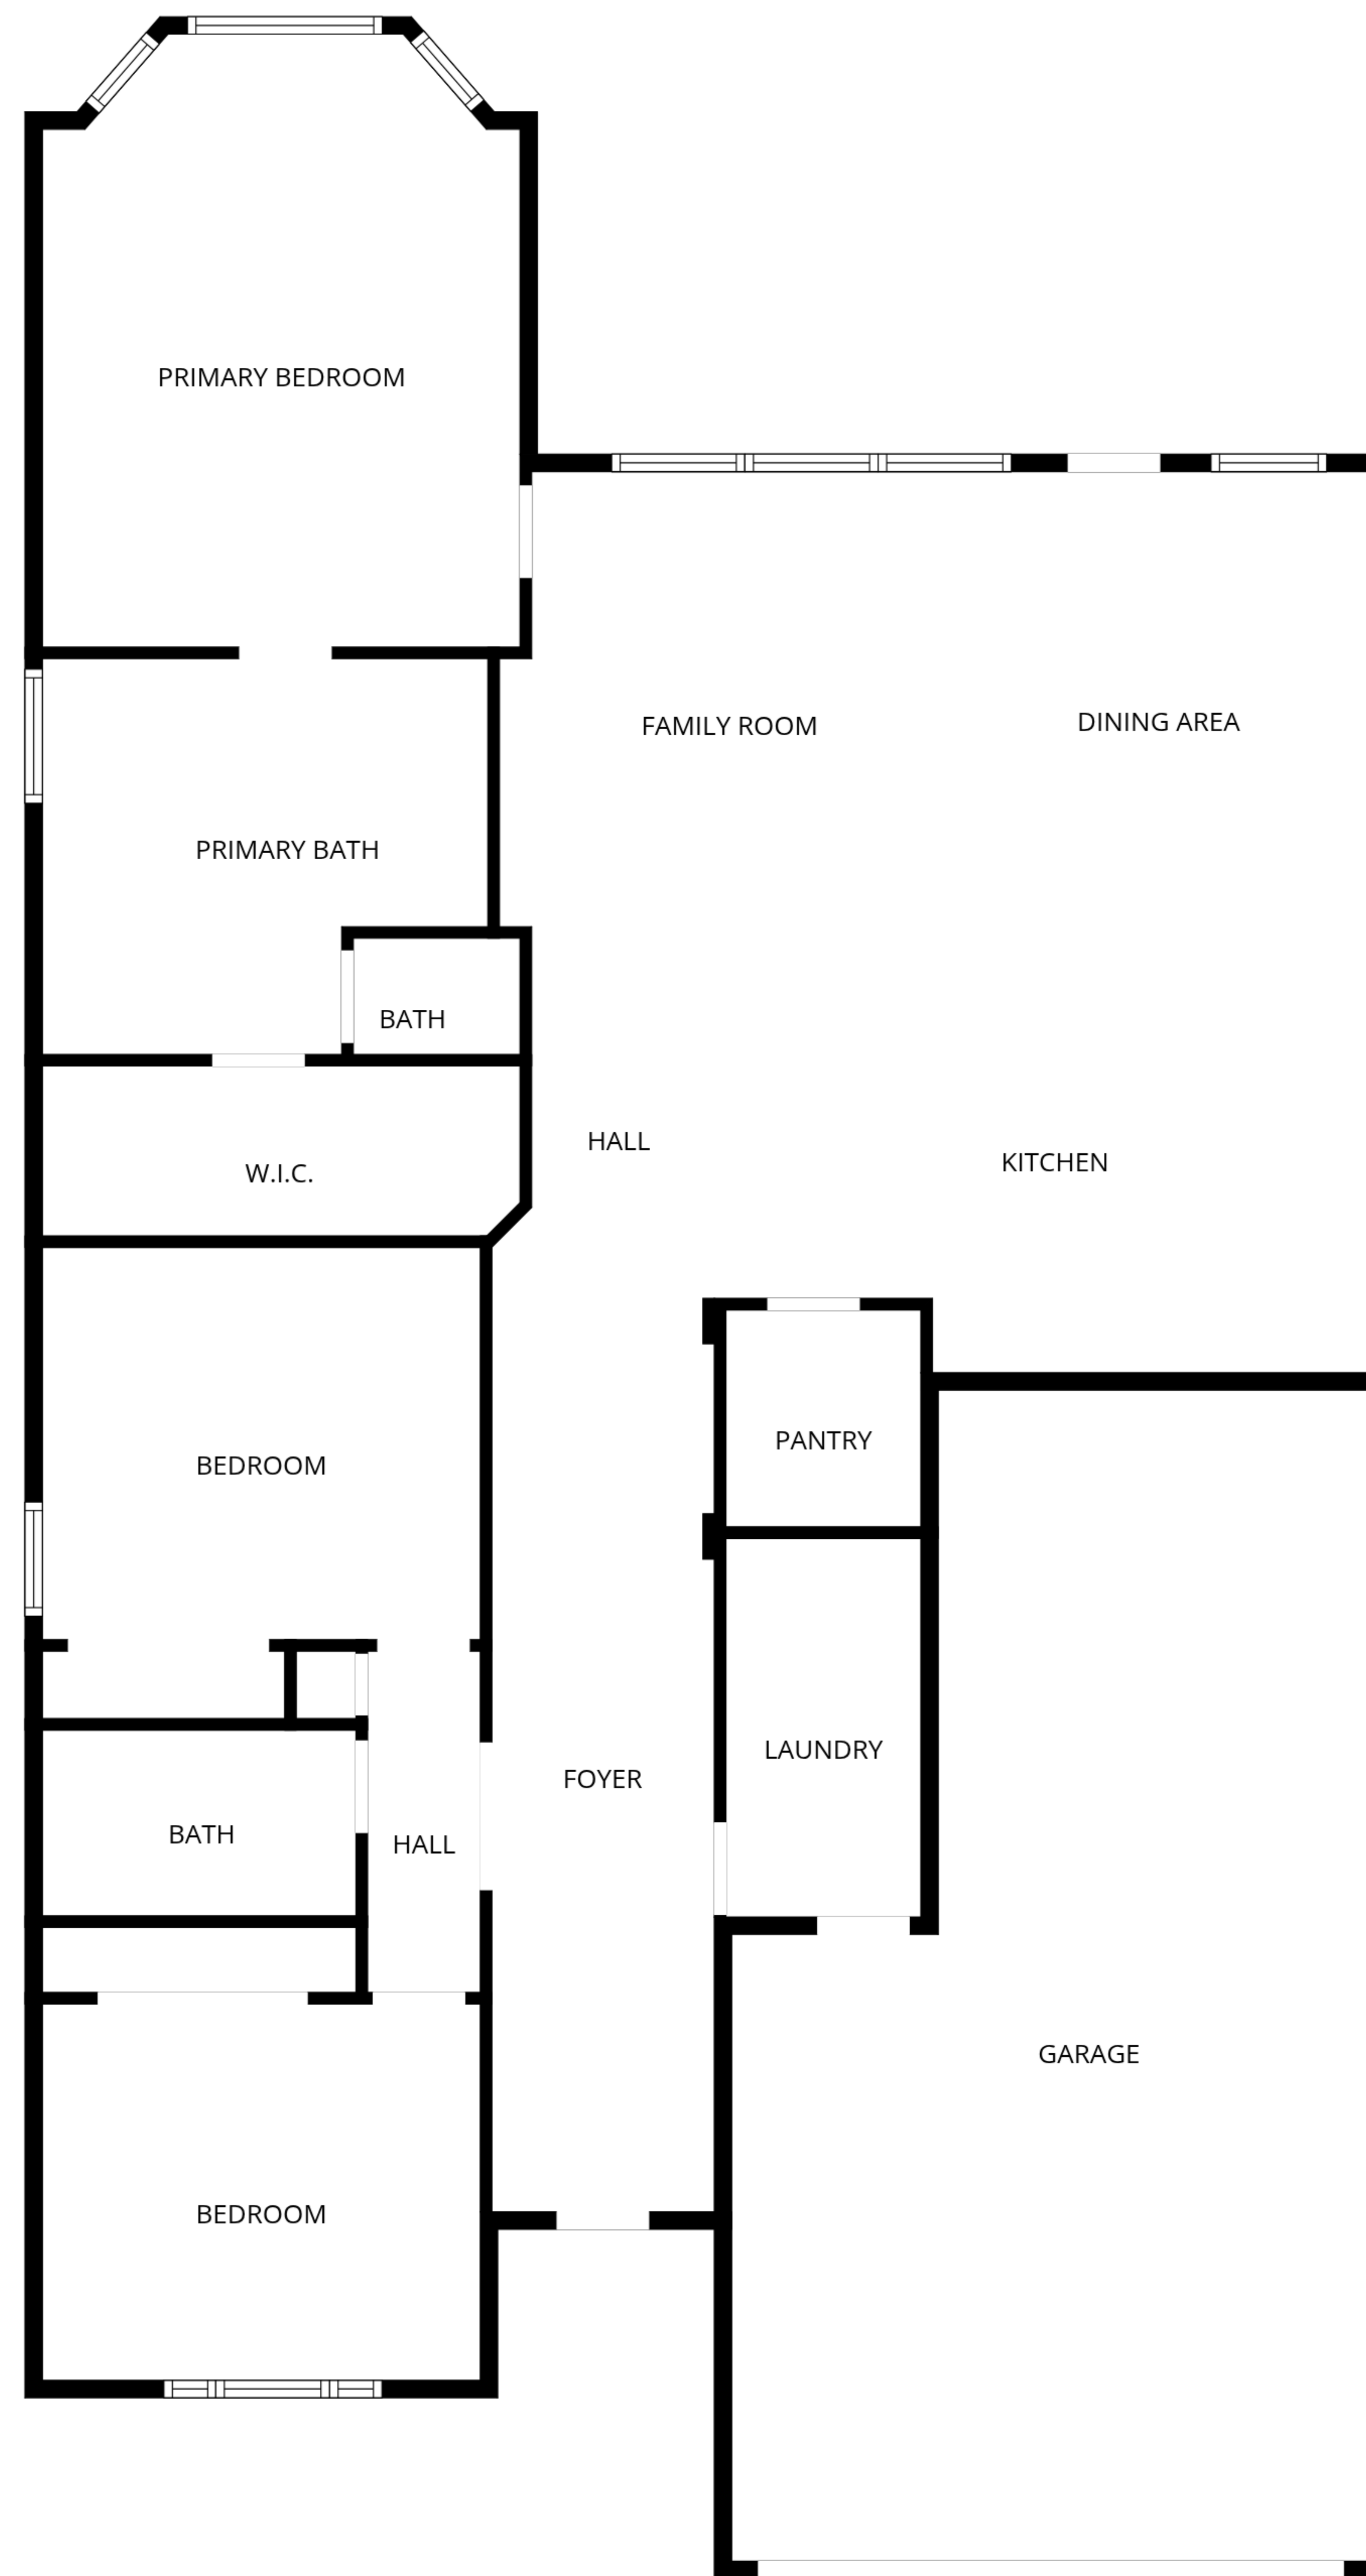 PRIMARY BEDROOM
FAMILY ROOM
DINING AREA
PRIMARY BATH
BATH
HALL
KITCHEN
W.I.C.
PANTRY
BEDROOM
LAUNDRY
FOYER
BATH
HALL
GARAGE
BEDROOM